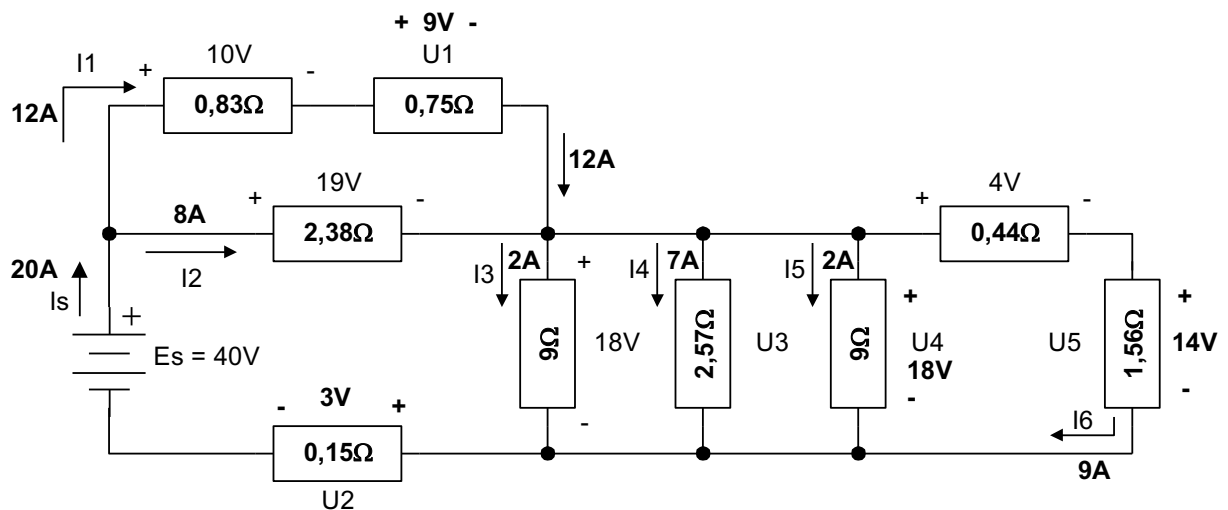 + 9V -
I1
10V
U1
+
-
12A
0,83Ω
0,75Ω
12A
19V
4V
8A
+
-
+
-
2,38Ω
0,44Ω
20A
Is
I2
I3
2A
+
I4
7A
I5
2A
+
Es = 40V
+
9Ω
18V
2,57Ω
U3
9Ω
+
U4
18V
-
U5
1,56Ω
+
14V
-
- 3V +
0,15Ω
U2
-
I6
9A